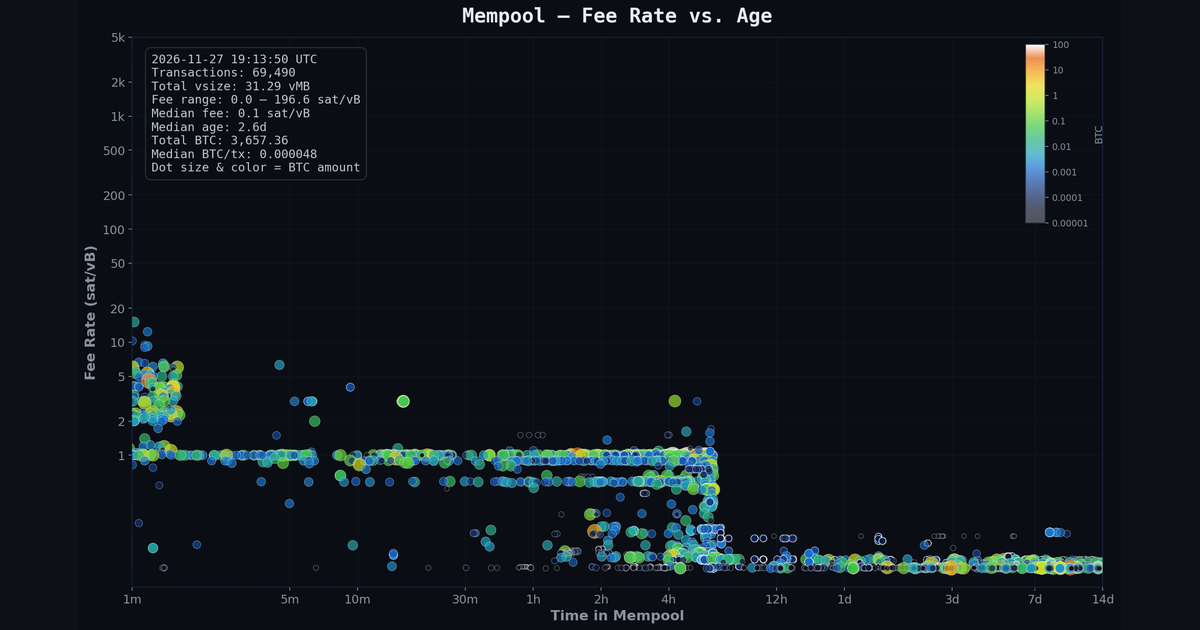 Mempool — Fee Rate vs. Age
2026-11-27 19:13:50 UTC
Transactions: 69,490
Total vsize: 31.29 vMB
Fee range: 0.0 – 196.6 sat/vB
Median fee: 0.1 sat/vB
Median age: 2.6d
Total BTC: 3,657.36
Median BTC/tx: 0.000048
Dot size & color = BTC amount
100
10
1
0.1
0.01
0.001
0.0001
0.00001
BTC
Fee Rate (sat/vB)
5k
2k
1k
500
200
100
50
20
10
5
2
1
1m
5m
10m
30m
1h
2h
4h
12h
1d
3d
7d
14d
Time in Mempool